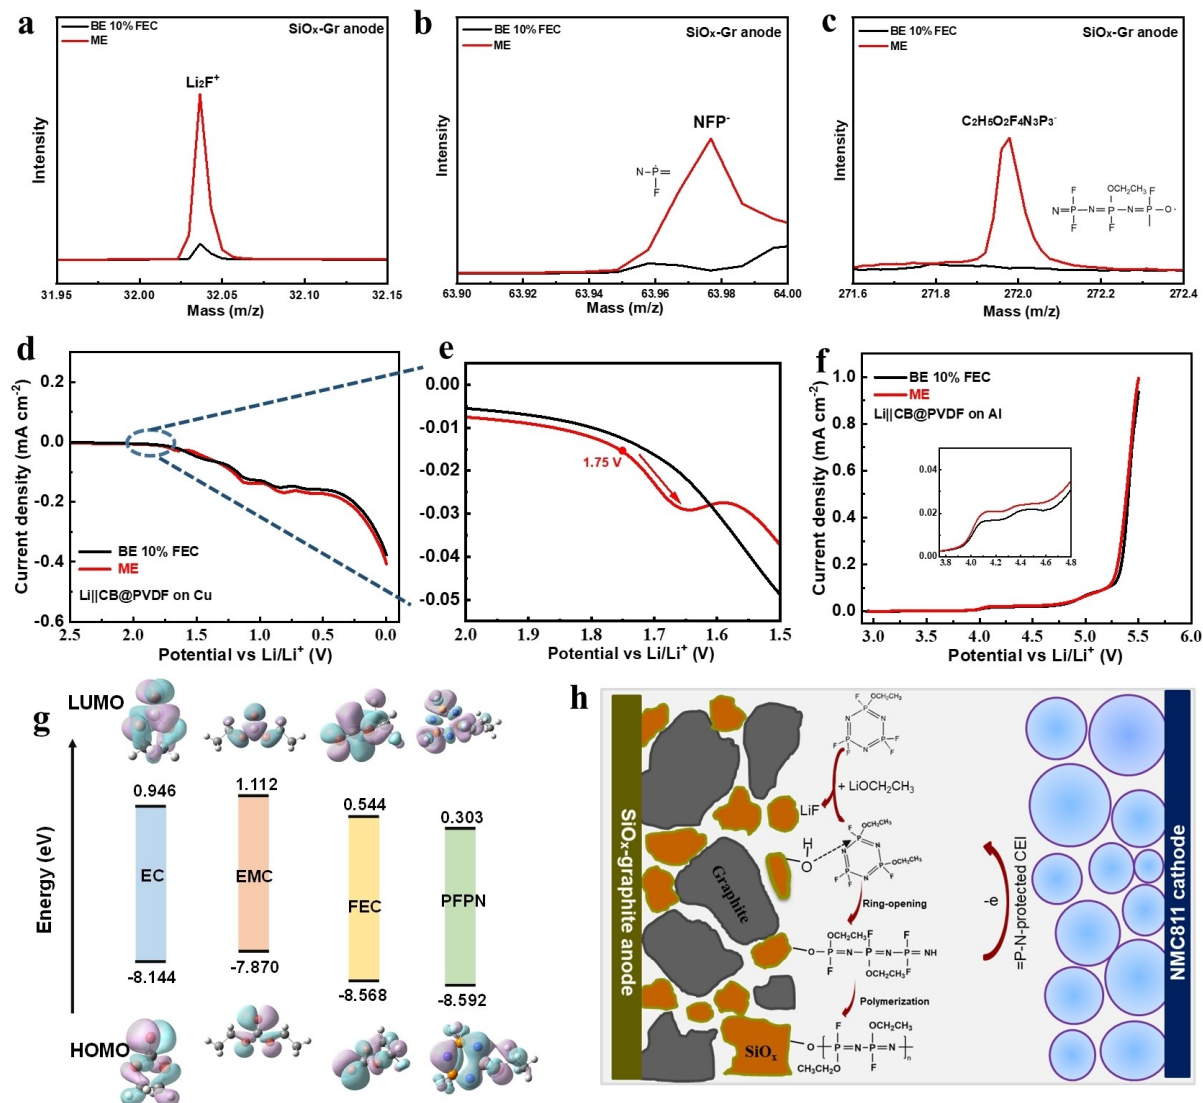 a
BE 10% FEC
ME
SiOx-Gr anode
Li2F+
Intensity
31.95 32.00 32.05 32.10 32.15
Mass (m/z)
b
BE 10% FEC
ME
SiOx-Gr anode
NFP-
N P
F
Intensity
63.90 63.92 63.94 63.96 63.98 64.00
Mass (m/z)
c
BE 10% FEC
ME
SiOx-Gr anode
C2H5O2F4N3P3-
F OCH2CH3 F
N P N P N P O
F F
Intensity
271.6 271.8 272.0 272.2 272.4
Mass (m/z)
d
0.2
0.0
-0.2
-0.4
-0.6
Current density (mA cm-2)
BE 10% FEC
ME
Li||CB@PVDF on Cu
2.5 2.0 1.5 1.0 0.5 0.0
Potential vs Li/Li+ (V)
e
0.00
-0.01
-0.02
-0.03
-0.04
-0.05
1.75 V
2.0 1.9 1.8 1.7 1.6 1.5
Potential vs Li/Li+ (V)
f
1.0
0.8
0.6
0.4
0.2
0.0
Current density (mA cm-2)
BE 10% FEC
ME
Li||CB@PVDF on Al
0.04
0.02
0.00
3.8 4.0 4.2 4.4 4.6 4.8
3.0 3.5 4.0 4.5 5.0 5.5 6.0
Potential vs Li/Li+ (V)
g
LUMO
Energy (eV)
0.946
EC
-8.144
1.112
EMC
-7.870
0.544
FEC
-8.568
0.303
PFPN
-8.592
HOMO
h
SiOx-graphite anode
F OCH2CH3
P
N N
F P P F
F N F
+ LiOCH2CH3
LiF
H
O
F OCH2CH3
P
N N
F P P OCH2CH3
F N F
Graphite
Ring-opening
OCH2CH3 F F
O P N P N P NH
F OCH2CH3 F
Polymerization
SiOx
F OCH2CH3
O ( P=N-P=N )n
CH3CH2O F
-e
=P-N-protected CEI
NMC811 cathode